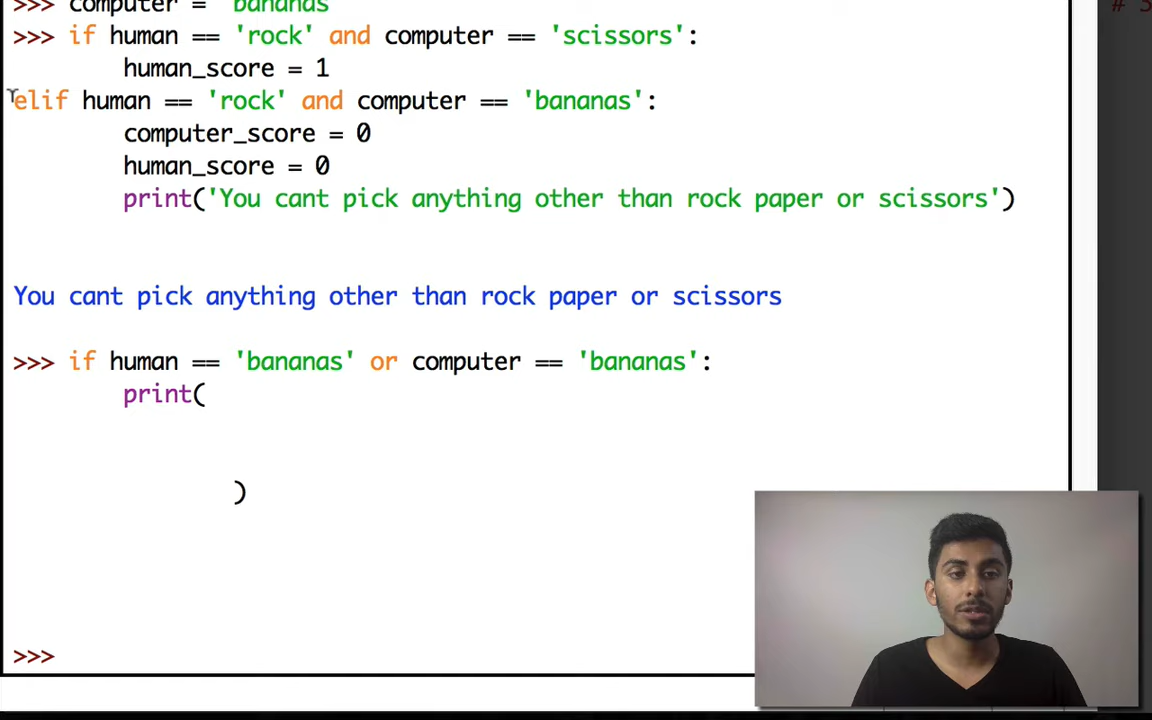 >>> computer = 'bananas'
# 3
>>> if human == 'rock' and computer == 'scissors':
human_score = 1
elif human == 'rock' and computer == 'bananas':
computer_score = 0
human_score = 0
print('You cant pick anything other than rock paper or scissors')
You cant pick anything other than rock paper or scissors
>>> if human == 'bananas' or computer == 'bananas':
print(
)
>>>